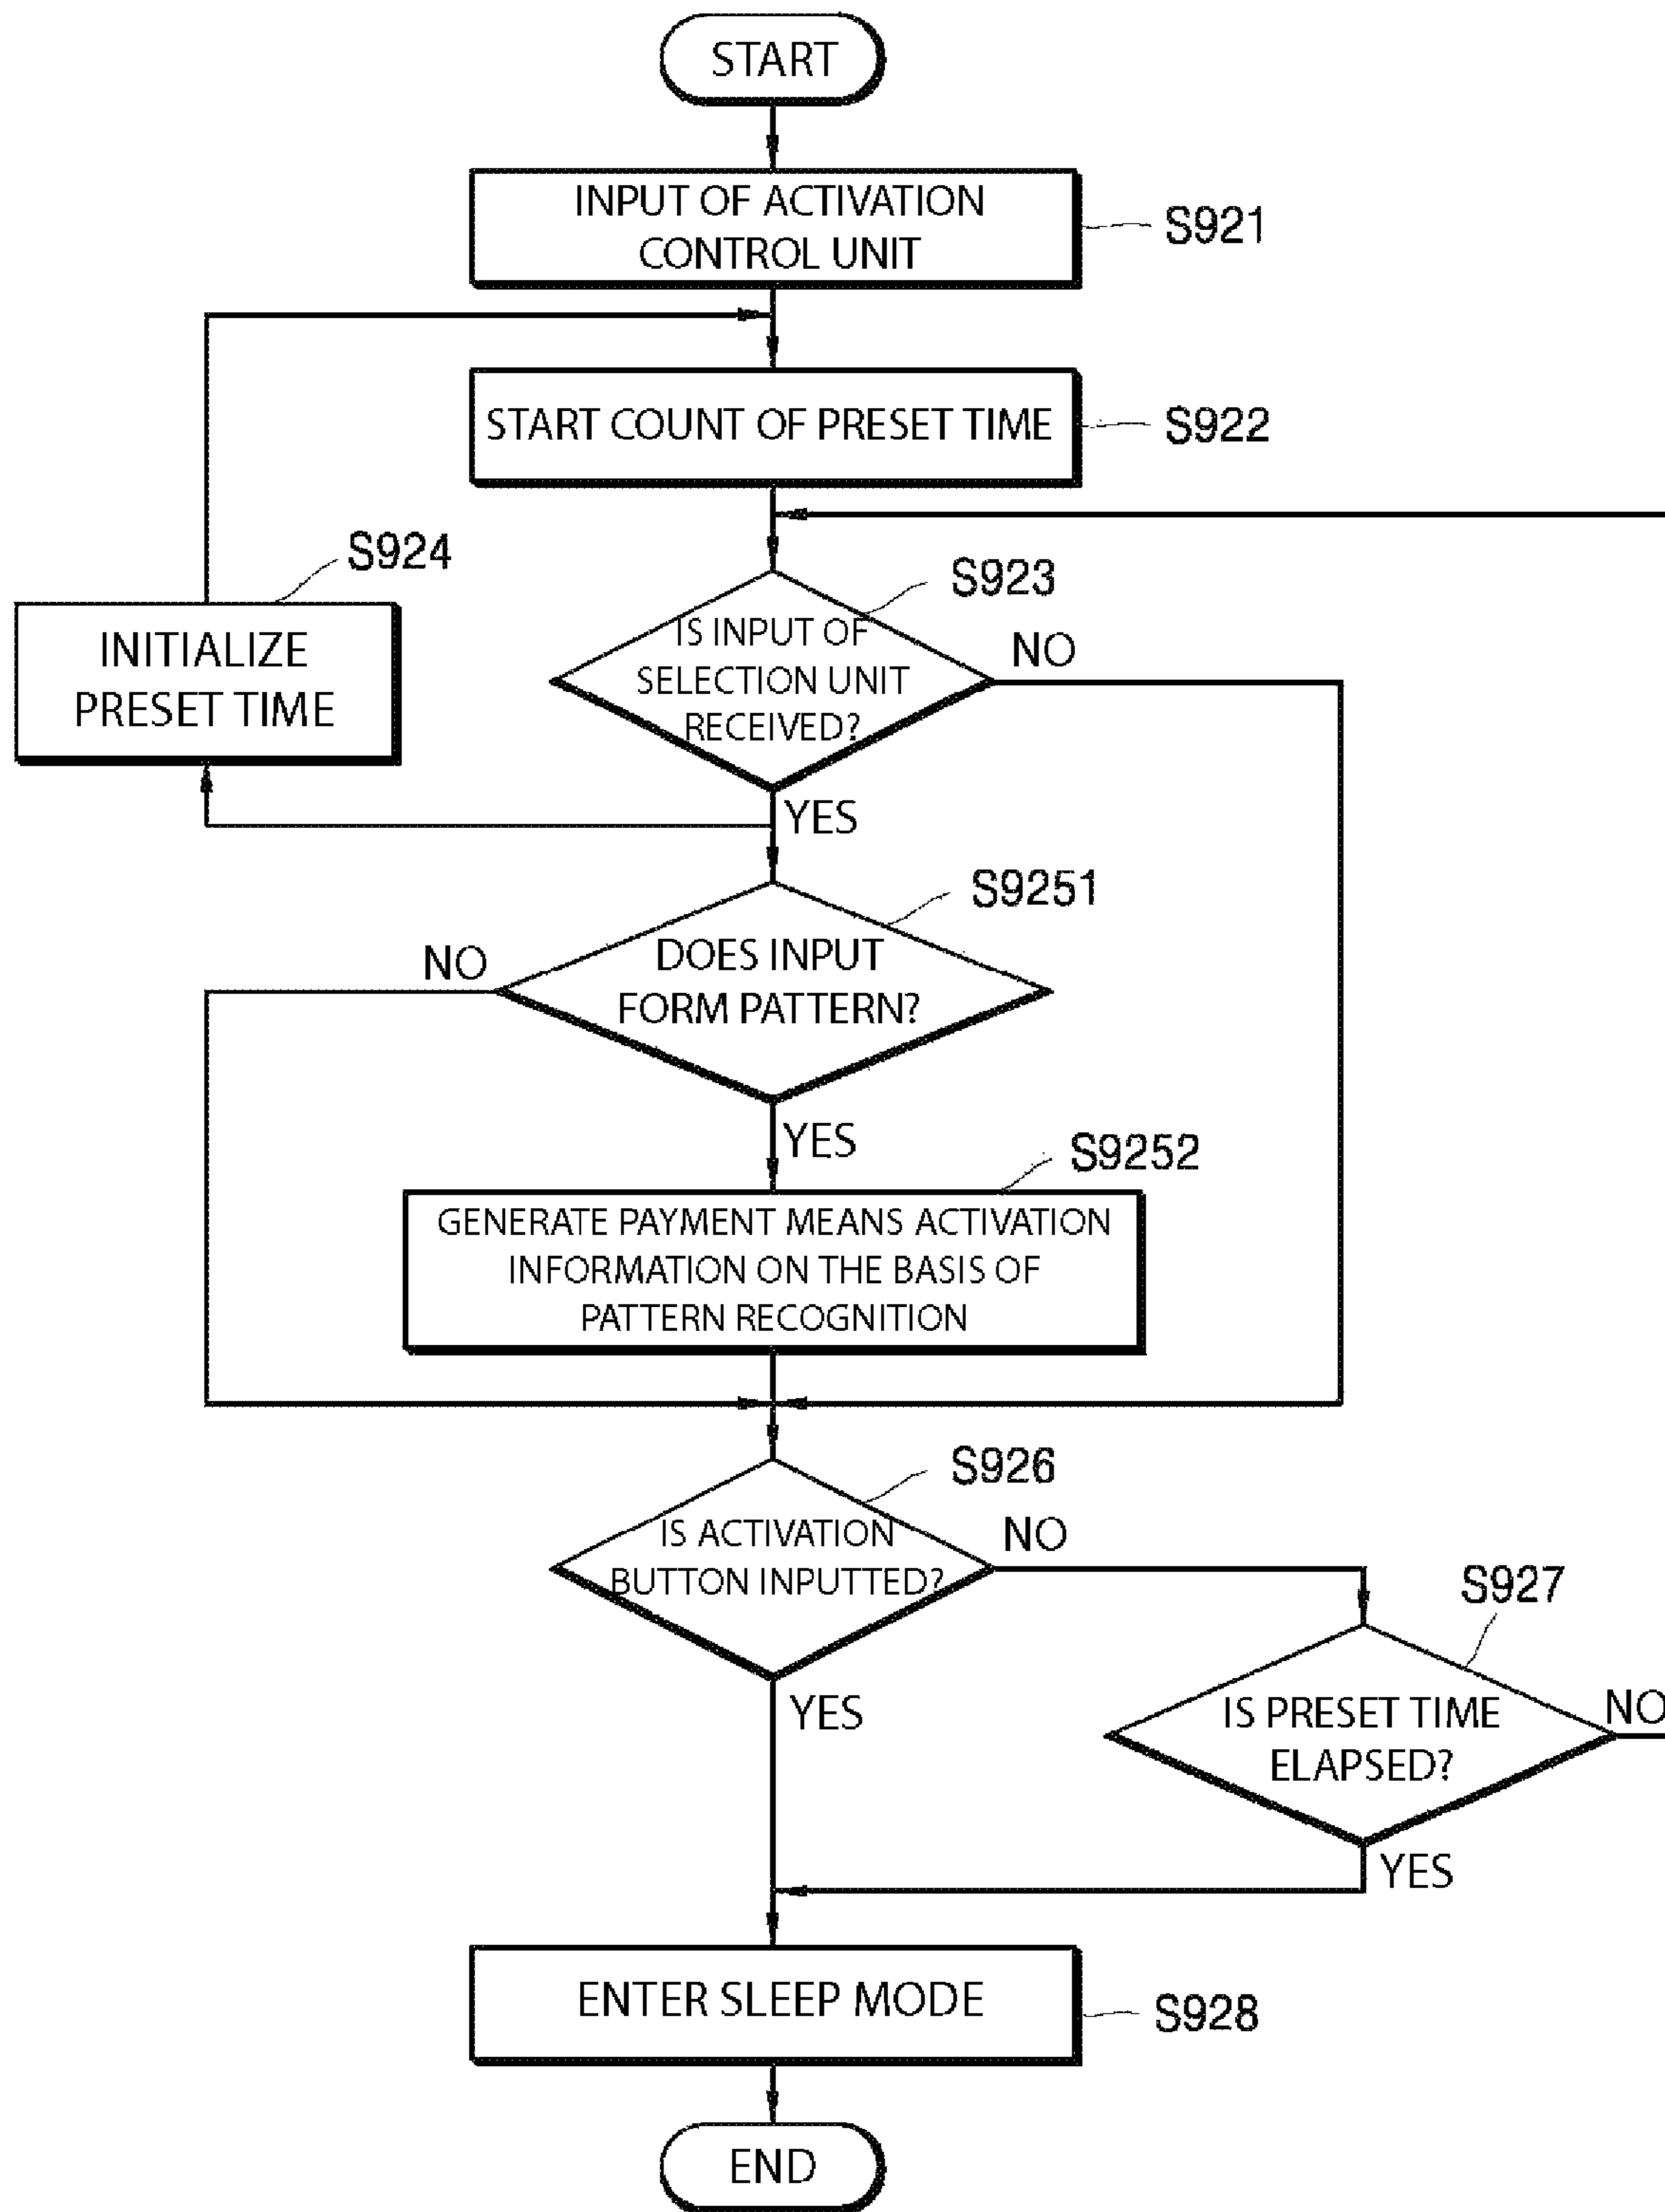 START
INPUT OF ACTIVATION
CONTROL UNIT
S921
START COUNT OF PRESET TIME
S922
S924
INITIALIZE
PRESET TIME
S923
IS INPUT OF
SELECTION UNIT
RECEIVED?
NO
YES
S9251
DOES INPUT
FORM PATTERN?
NO
YES
S9252
GENERATE PAYMENT MEANS ACTIVATION
INFORMATION ON THE BASIS OF
PATTERN RECOGNITION
S926
IS ACTIVATION
BUTTON INPUTTED?
NO
YES
S927
IS PRESET TIME
ELAPSED?
NO
YES
ENTER SLEEP MODE
S928
END